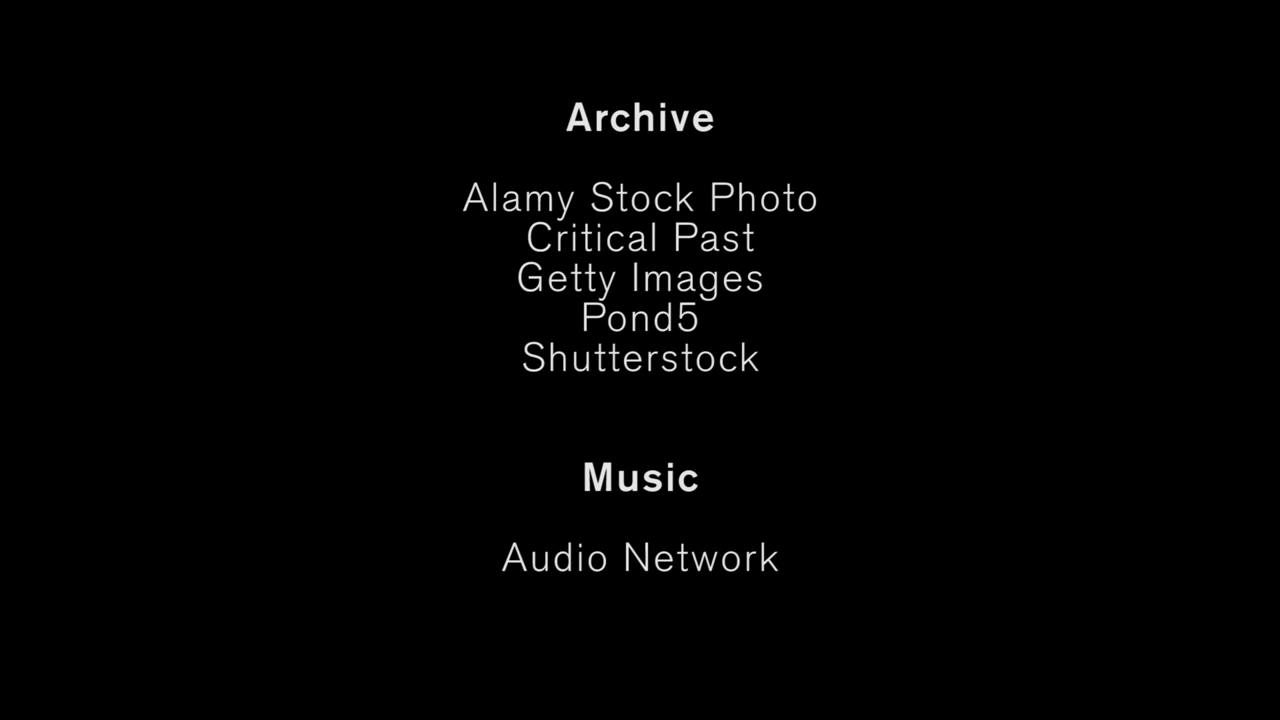 Archive
Alamy Stock Photo
Critical Past
Getty Images
Pond5
Shutterstock
Music
Audio Network